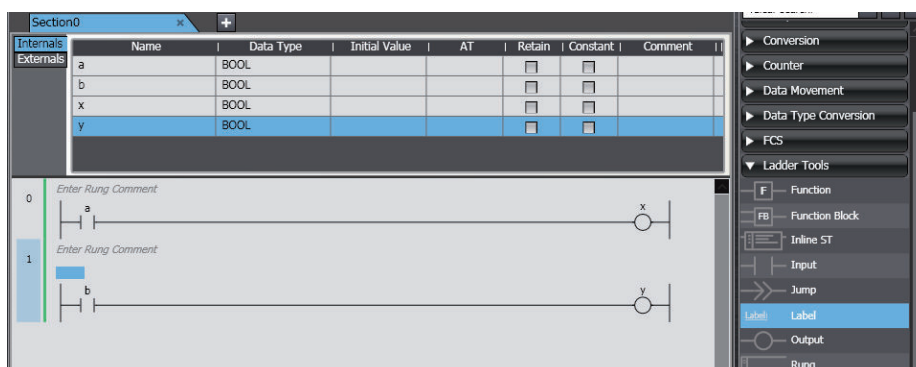 Section0 × +
Internals Name Data Type Initial Value AT Retain Constant Comment
Externals a BOOL
b BOOL
x BOOL
y BOOL
0 Enter Rung Comment
a x
1 Enter Rung Comment
b y
Conversion
Counter
Data Movement
Data Type Conversion
FCS
Ladder Tools
F Function
FB Function Block
Inline ST
Input
Jump
Label: Label
Output
Rung